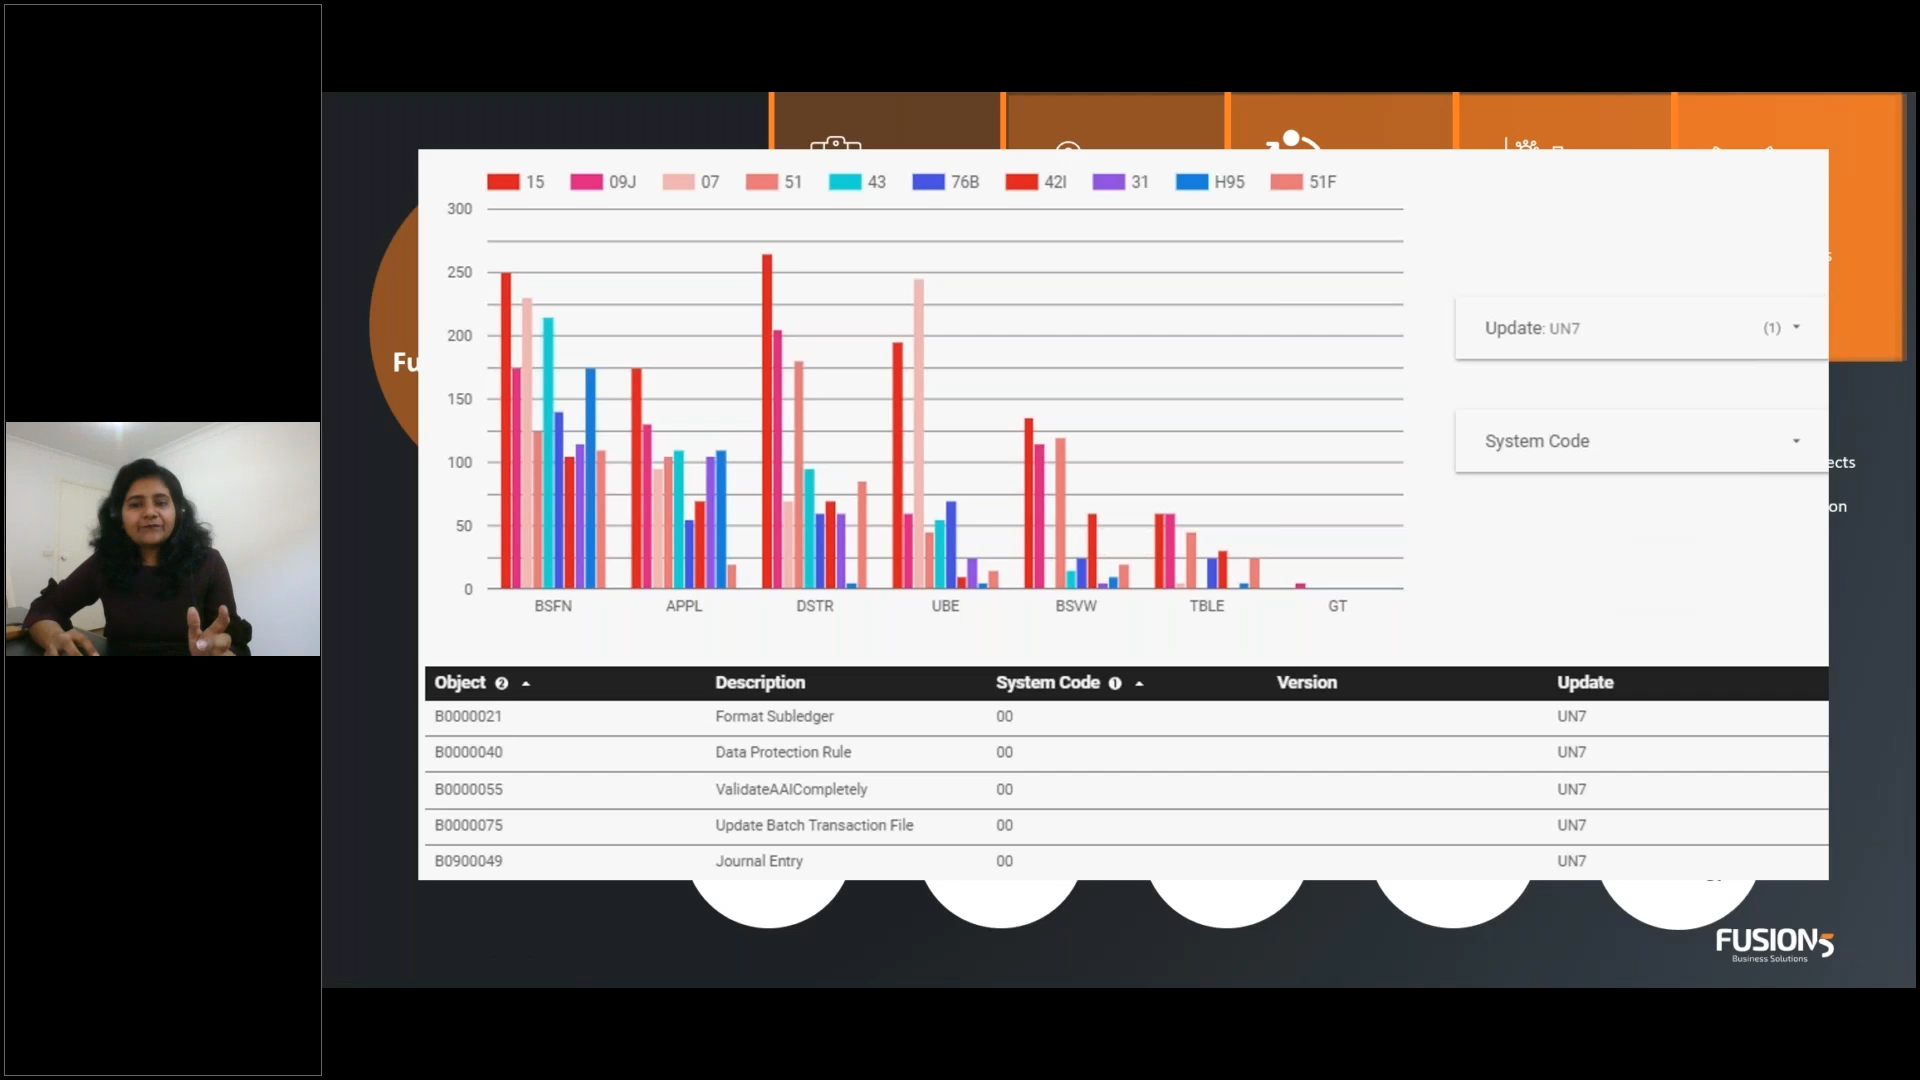 15 09J 07 51 43 76B 42I 31 H95 51F
300
250
200
150
100
50
0
BSFN APPL DSTR UBE BSVW TBLE GT
Update: UN7 (1)
System Code
Fu
s
ects
on
Object 2 Description System Code 1 Version Update
B0000021 Format Subledger 00 UN7
B0000040 Data Protection Rule 00 UN7
B0000055 ValidateAAICompletely 00 UN7
B0000075 Update Batch Transaction File 00 UN7
B0900049 Journal Entry 00 UN7
FUSION5
Business Solutions